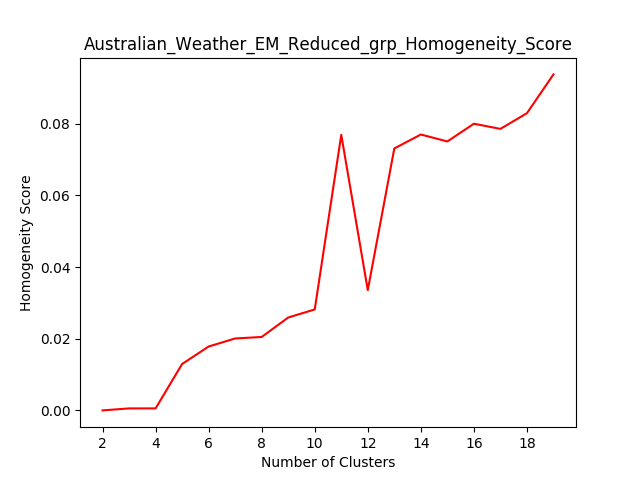 Australian_Weather_EM_Reduced_grp_Homogeneity_Score
Homogeneity Score
0.08
0.06
0.04
0.02
0.00
2 4 6 8 10 12 14 16 18
Number of Clusters